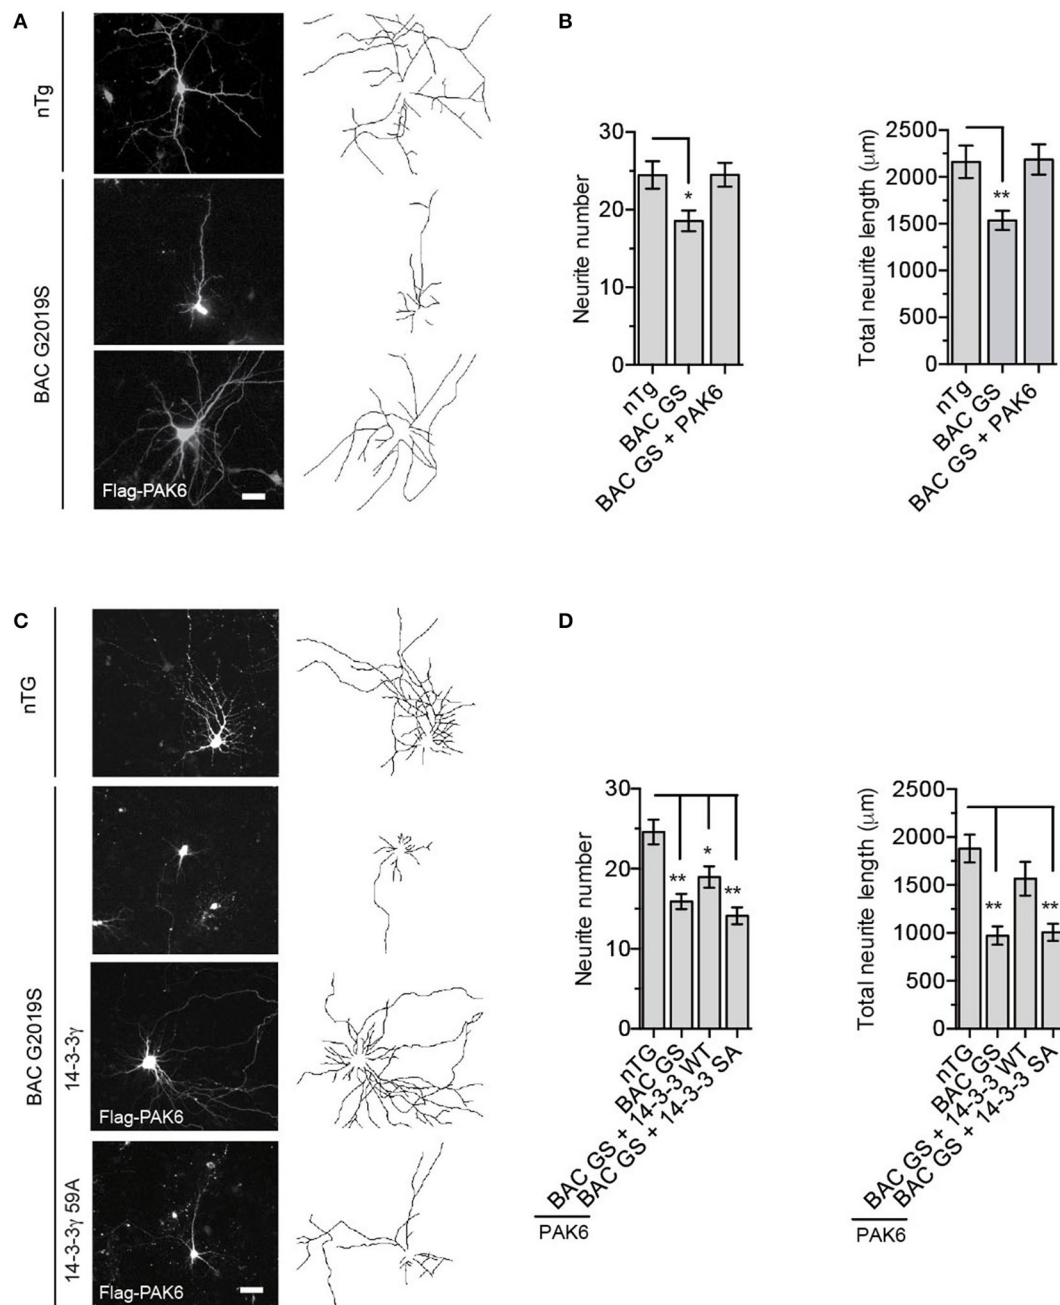 A
nTg
BAC G2019S
Flag-PAK6
B
Neurite number
30
20
10
0
*
nTg
BAC GS
BAC GS + PAK6
Total neurite length (μm)
2500
2000
1500
1000
500
0
**
nTg
BAC GS
BAC GS + PAK6
C
nTG
BAC G2019S
14-3-3γ
Flag-PAK6
14-3-3γ 59A
Flag-PAK6
D
Neurite number
30
20
10
0
**
*
**
nTG
BAC GS
BAC GS + 14-3-3 WT
BAC GS + 14-3-3 SA
PAK6
Total neurite length (μm)
2500
2000
1500
1000
500
0
**
**
nTG
BAC GS
BAC GS + 14-3-3 WT
BAC GS + 14-3-3 SA
PAK6